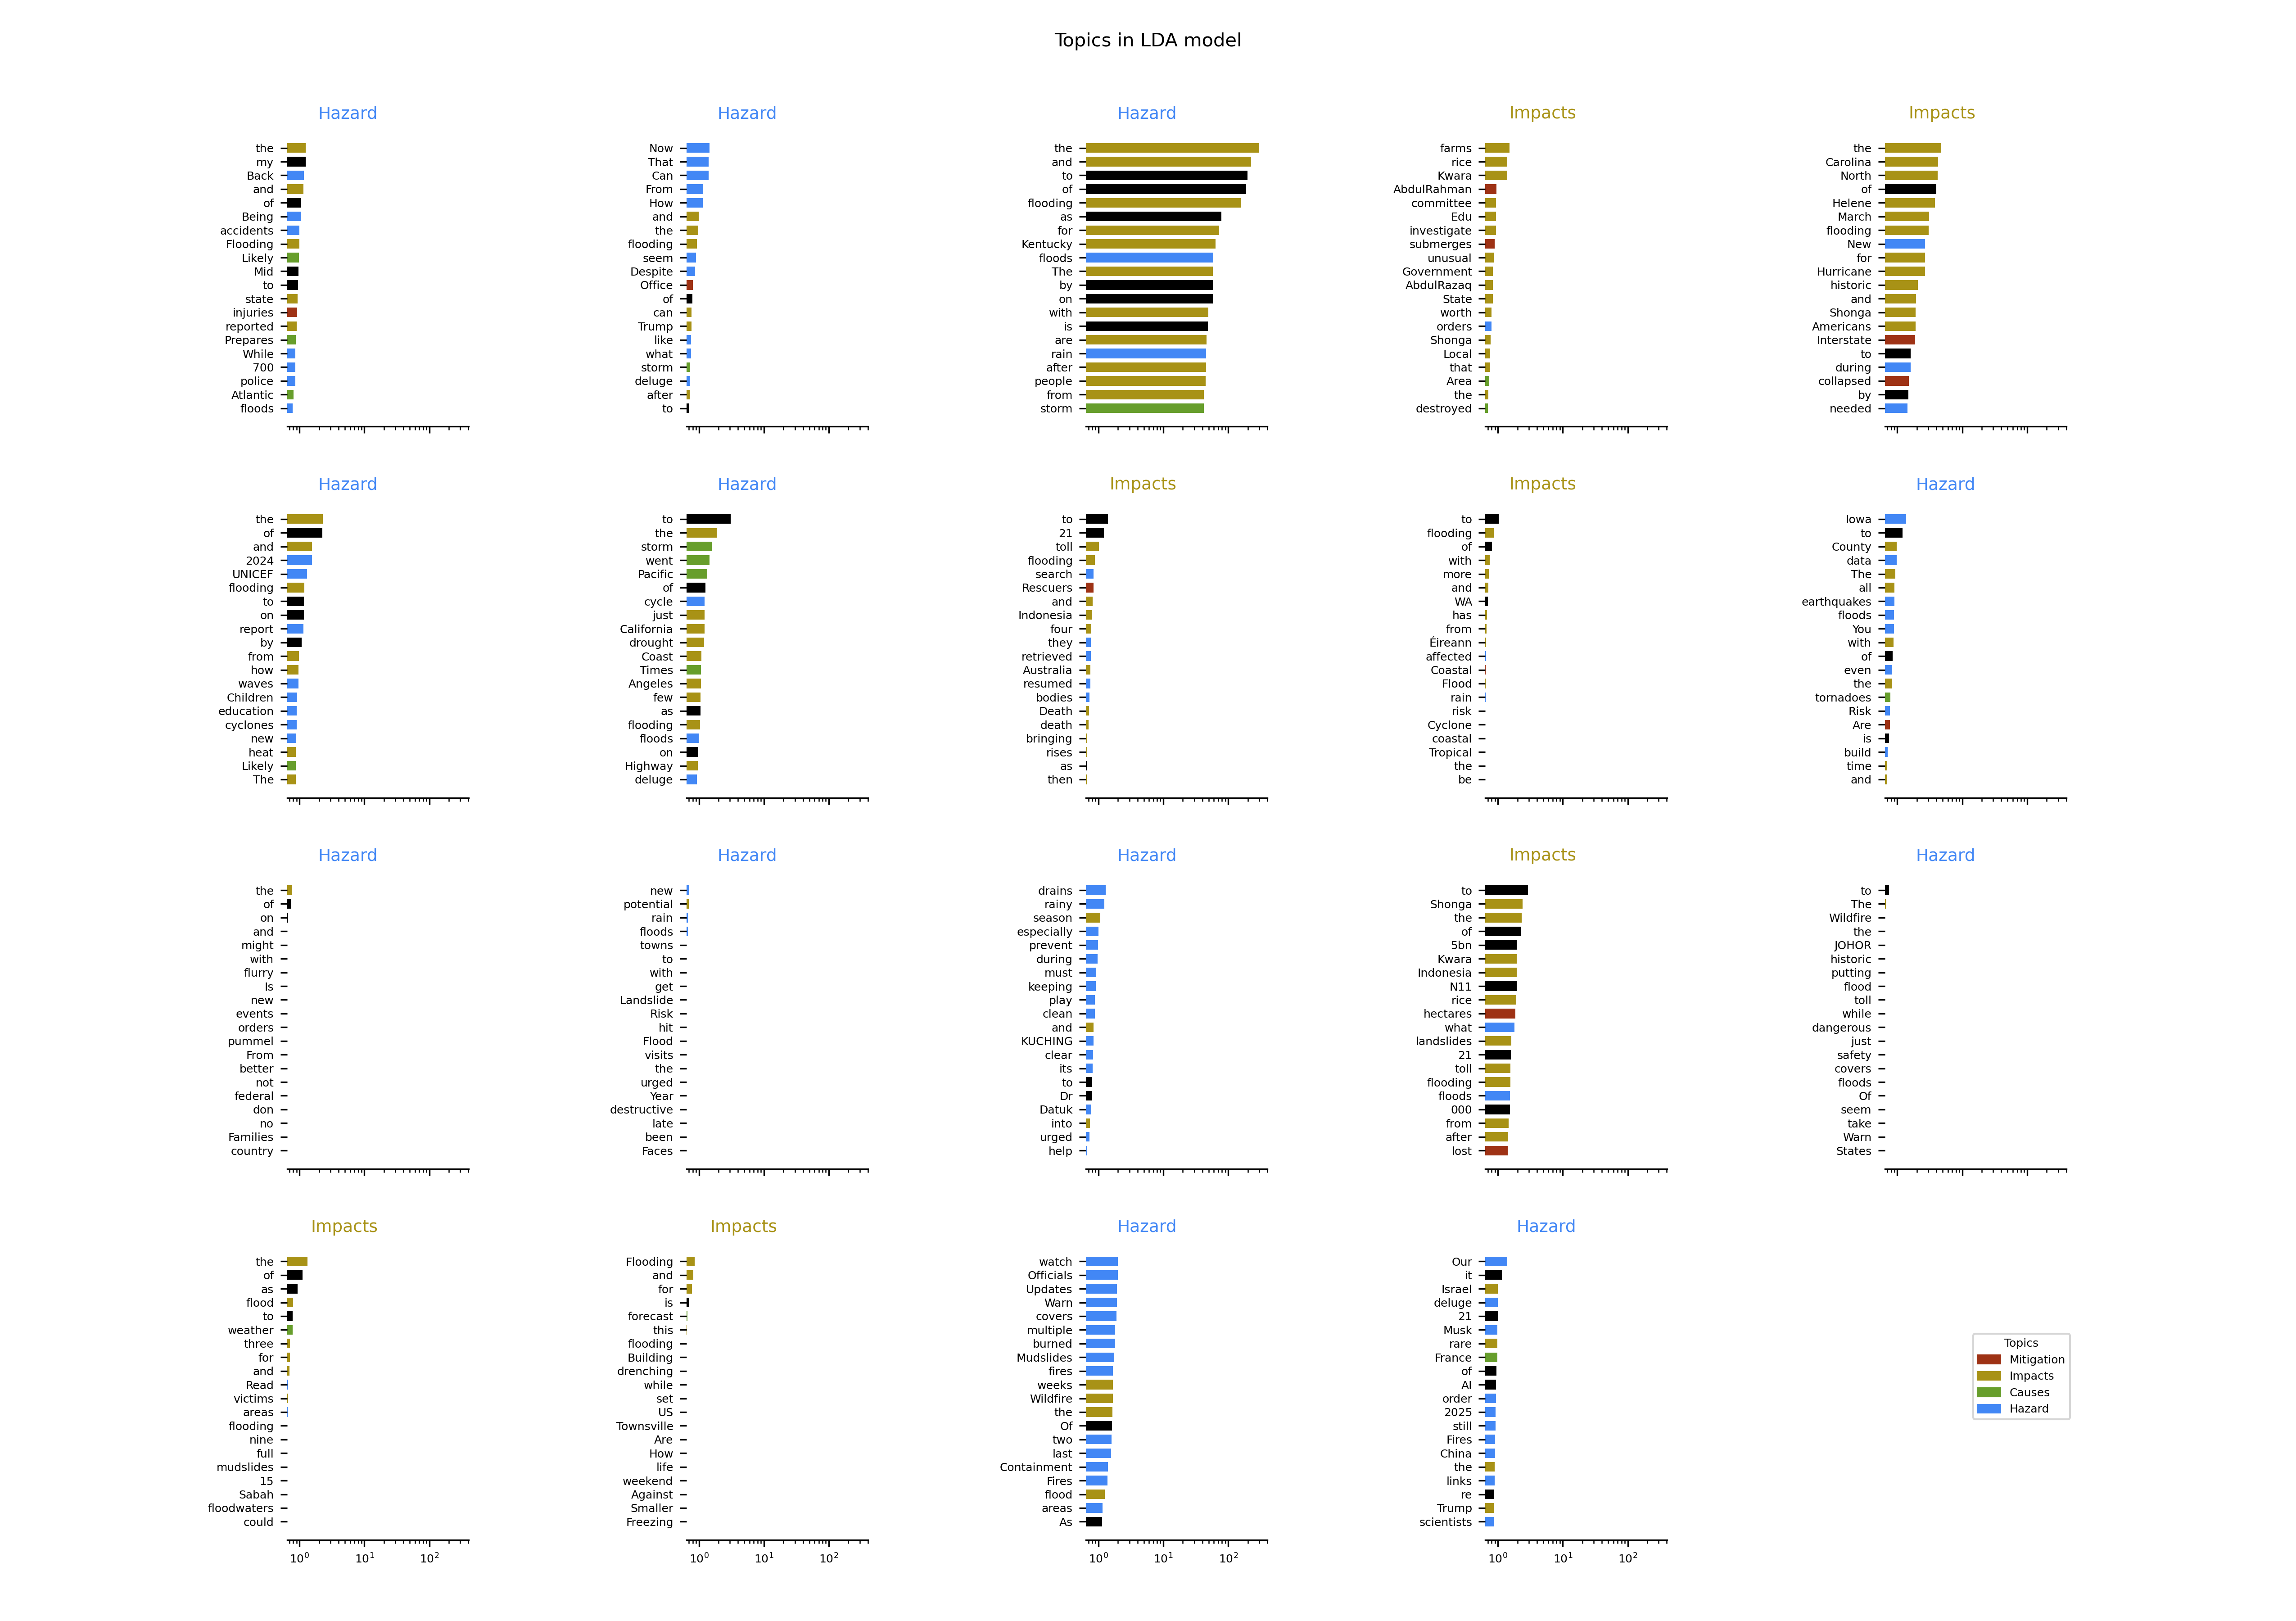 Topics in LDA model
Hazard
the
my
Back
and
of
Being
accidents
Flooding
Likely
Mid
to
state
injuries
reported
Prepares
While
700
police
Atlantic
floods
Hazard
Now
That
Can
From
How
and
the
flooding
seem
Despite
Office
of
can
Trump
like
what
storm
deluge
after
to
Hazard
the
and
to
of
flooding
as
for
Kentucky
floods
The
by
on
with
is
are
rain
after
people
from
storm
Impacts
farms
rice
Kwara
AbdulRahman
committee
Edu
investigate
submerges
unusual
Government
AbdulRazaq
State
worth
orders
Shonga
Local
that
Area
the
destroyed
Impacts
the
Carolina
North
of
Helene
March
flooding
New
for
Hurricane
historic
and
Shonga
Americans
Interstate
to
during
collapsed
by
needed
Hazard
the
of
and
2024
UNICEF
flooding
to
on
report
by
from
how
waves
Children
education
cyclones
new
heat
Likely
The
Hazard
to
the
storm
went
Pacific
of
cycle
just
California
drought
Coast
Times
Angeles
few
as
flooding
floods
on
Highway
deluge
Impacts
to
21
toll
flooding
search
Rescuers
and
Indonesia
four
they
retrieved
Australia
resumed
bodies
Death
death
bringing
rises
as
then
Impacts
to
flooding
of
with
more
and
WA
has
from
Éireann
affected
Coastal
Flood
rain
risk
Cyclone
coastal
Tropical
the
be
Hazard
Iowa
to
County
data
The
all
earthquakes
floods
You
with
of
even
the
tornadoes
Risk
Are
is
build
time
and
Hazard
the
of
on
and
might
with
flurry
Is
new
events
orders
pummel
From
better
not
federal
don
no
Families
country
Hazard
new
potential
rain
floods
towns
to
with
get
Landslide
Risk
hit
Flood
visits
the
urged
Year
destructive
late
been
Faces
Hazard
drains
rainy
season
especially
prevent
during
must
keeping
play
clean
and
KUCHING
clear
its
to
Dr
Datuk
into
urged
help
Impacts
to
Shonga
the
of
5bn
Kwara
Indonesia
N11
rice
hectares
what
landslides
21
toll
flooding
floods
000
from
after
lost
Hazard
to
The
Wildfire
the
JOHOR
historic
putting
flood
toll
while
dangerous
just
safety
covers
floods
Of
seem
take
Warn
States
Impacts
the
of
as
flood
to
weather
three
for
and
Read
victims
areas
flooding
nine
full
mudslides
15
Sabah
floodwaters
could
10⁰ 10¹ 10²
Impacts
Flooding
and
for
is
forecast
this
flooding
Building
drenching
while
set
US
Townsville
Are
How
life
weekend
Against
Smaller
Freezing
10⁰ 10¹ 10²
Hazard
watch
Officials
Updates
Warn
covers
multiple
burned
Mudslides
fires
weeks
Wildfire
the
Of
two
last
Containment
Fires
flood
areas
As
10⁰ 10¹ 10²
Hazard
Our
it
Israel
deluge
21
Musk
rare
France
of
AI
order
2025
still
Fires
China
the
links
re
Trump
scientists
10⁰ 10¹ 10²
Topics
Mitigation
Impacts
Causes
Hazard